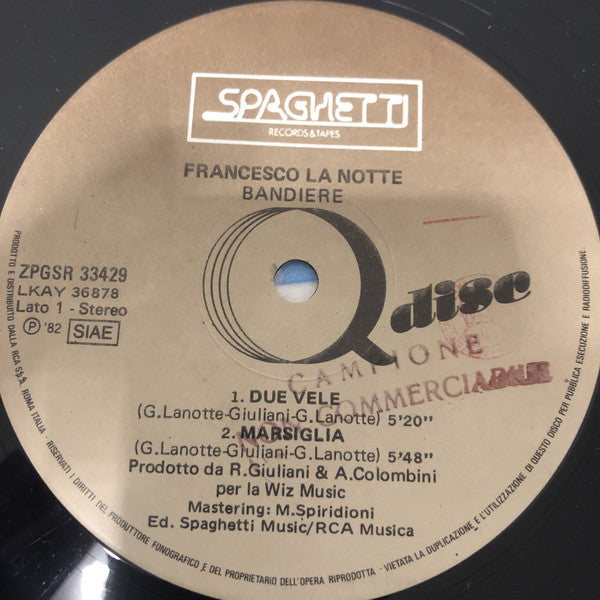 SPAGHETTI
RECORDS&TAPES
FRANCESCO LA NOTTE
BANDIERE
Qdisc
ZPGSR 33429
LKAY 36878
Lato 1 - Stereo
Ⓟ '82 SIAE
CAMPIONE
NON COMMERCIABILE
1. DUE VELE
(G.Lanotte-Giuliani-G. Lanotte) 5'20"
2. MARSIGLIA
(G.Lanotte-Giuliani-G. Lanotte) 5'48"
Prodotto da R.Giuliani & A.Colombini
per la Wiz Music
Mastering: M.Spiridioni
Ed. Spaghetti Music/RCA Musica
PRODOTTO E DISTRIBUITO DALLA RCA S.p.A. ROMA ITALIA - RISERVATI I DIRITTI DEL PRODUTTORE FONOGRAFICO E DEL PROPRIETARIO DELL'OPERA RIPRODOTTA - VIETATA LA DUPLICAZIONE E L'UTILIZZAZIONE DI QUESTO DISCO PER PUBBLICA ESECUZIONE E RADIODIFFUSIONE.